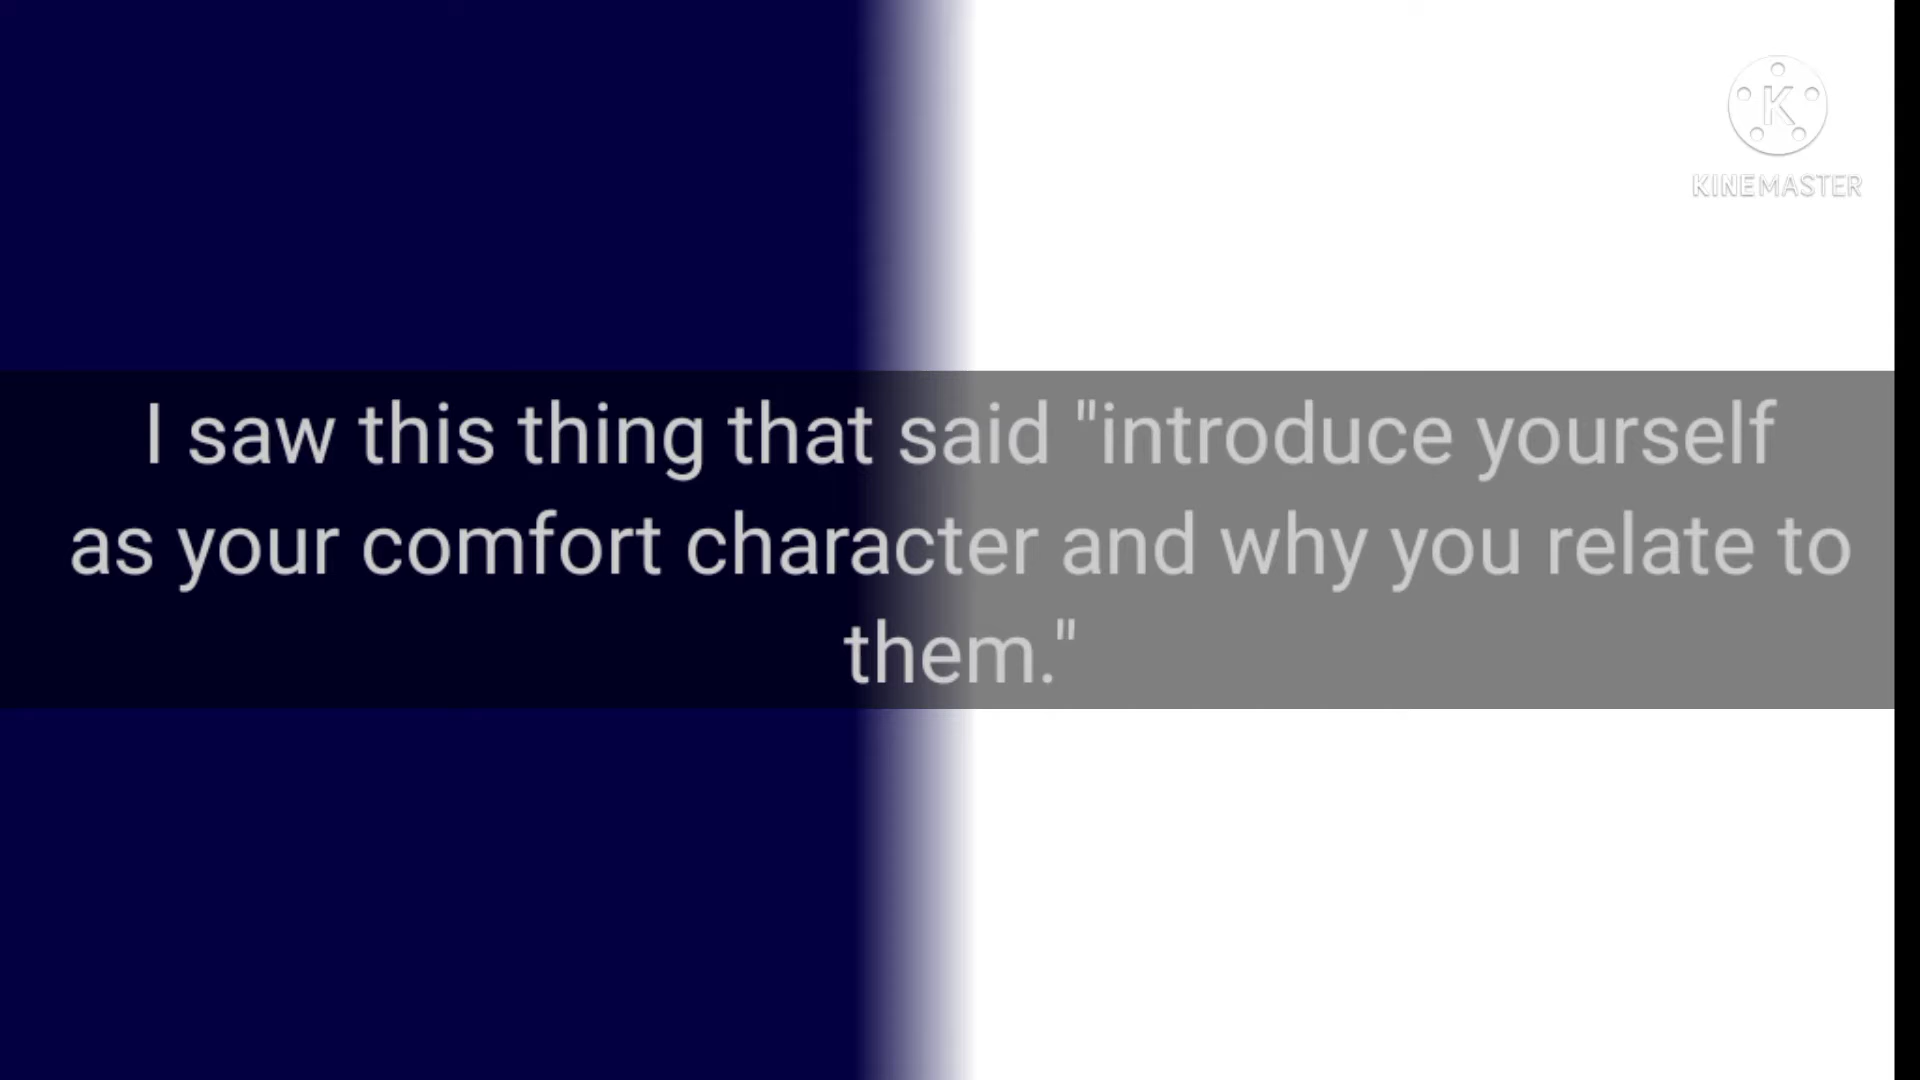 K
KINEMASTER
I saw this thing that said "introduce yourself
as your comfort character and why you relate to
them."